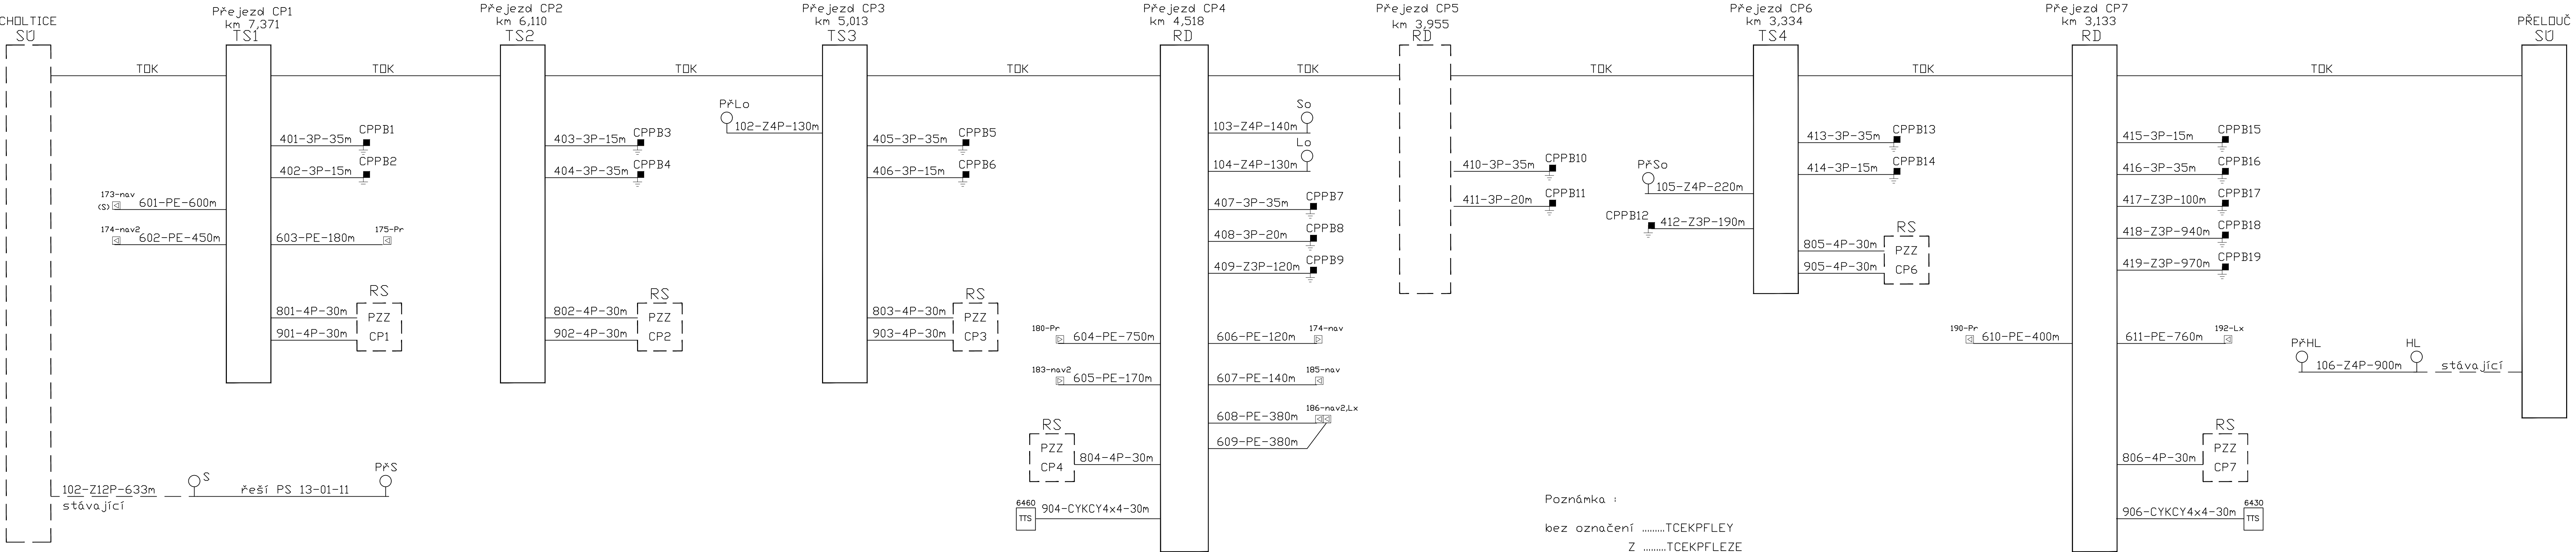 CHOLTICE
SÚ
TOK
102-Z12P-633m
stávající
S
řeší PS 13-01-11
PřS
Přejezd CP1
km 7,371
TS1
TOK
401-3P-35m
CPPB1
402-3P-15m
CPPB2
173-nav
(S)
601-PE-600m
174-nav2
602-PE-450m
603-PE-180m
175-Pr
RS
801-4P-30m
PZZ
901-4P-30m
CP1
Přejezd CP2
km 6,110
TS2
TOK
403-3P-15m
CPPB3
404-3P-35m
CPPB4
RS
802-4P-30m
PZZ
902-4P-30m
CP2
Přejezd CP3
km 5,013
TS3
TOK
PřLo
102-Z4P-130m
405-3P-35m
CPPB5
406-3P-15m
CPPB6
RS
803-4P-30m
PZZ
903-4P-30m
CP3
Přejezd CP4
km 4,518
RD
TOK
So
103-Z4P-140m
Lo
104-Z4P-130m
407-3P-35m
CPPB7
408-3P-20m
CPPB8
409-Z3P-120m
CPPB9
180-Pr
604-PE-750m
606-PE-120m
174-nav
183-nav2
605-PE-170m
607-PE-140m
185-nav
608-PE-380m
186-nav2,Lx
609-PE-380m
RS
PZZ
CP4
804-4P-30m
6460
TTS
904-CYKCY4x4-30m
Přejezd CP5
km 3,955
RD
TOK
410-3P-35m
CPPB10
411-3P-20m
CPPB11
Přejezd CP6
km 3,334
TS4
TOK
PřSo
105-Z4P-220m
CPPB12
412-Z3P-190m
413-3P-35m
CPPB13
414-3P-15m
CPPB14
RS
805-4P-30m
PZZ
905-4P-30m
CP6
Přejezd CP7
km 3,133
RD
TOK
415-3P-15m
CPPB15
416-3P-35m
CPPB16
417-Z3P-100m
CPPB17
418-Z3P-940m
CPPB18
419-Z3P-970m
CPPB19
190-Pr
610-PE-400m
611-PE-760m
192-Lx
RS
806-4P-30m
PZZ
CP7
906-CYKCY4x4-30m
6430
TTS
PŘELOUČ
SÚ
PřHL
HL
106-Z4P-900m
stávající
Poznámka :
bez označení .........TCEKPFLEY
Z .........TCEKPFLEZE